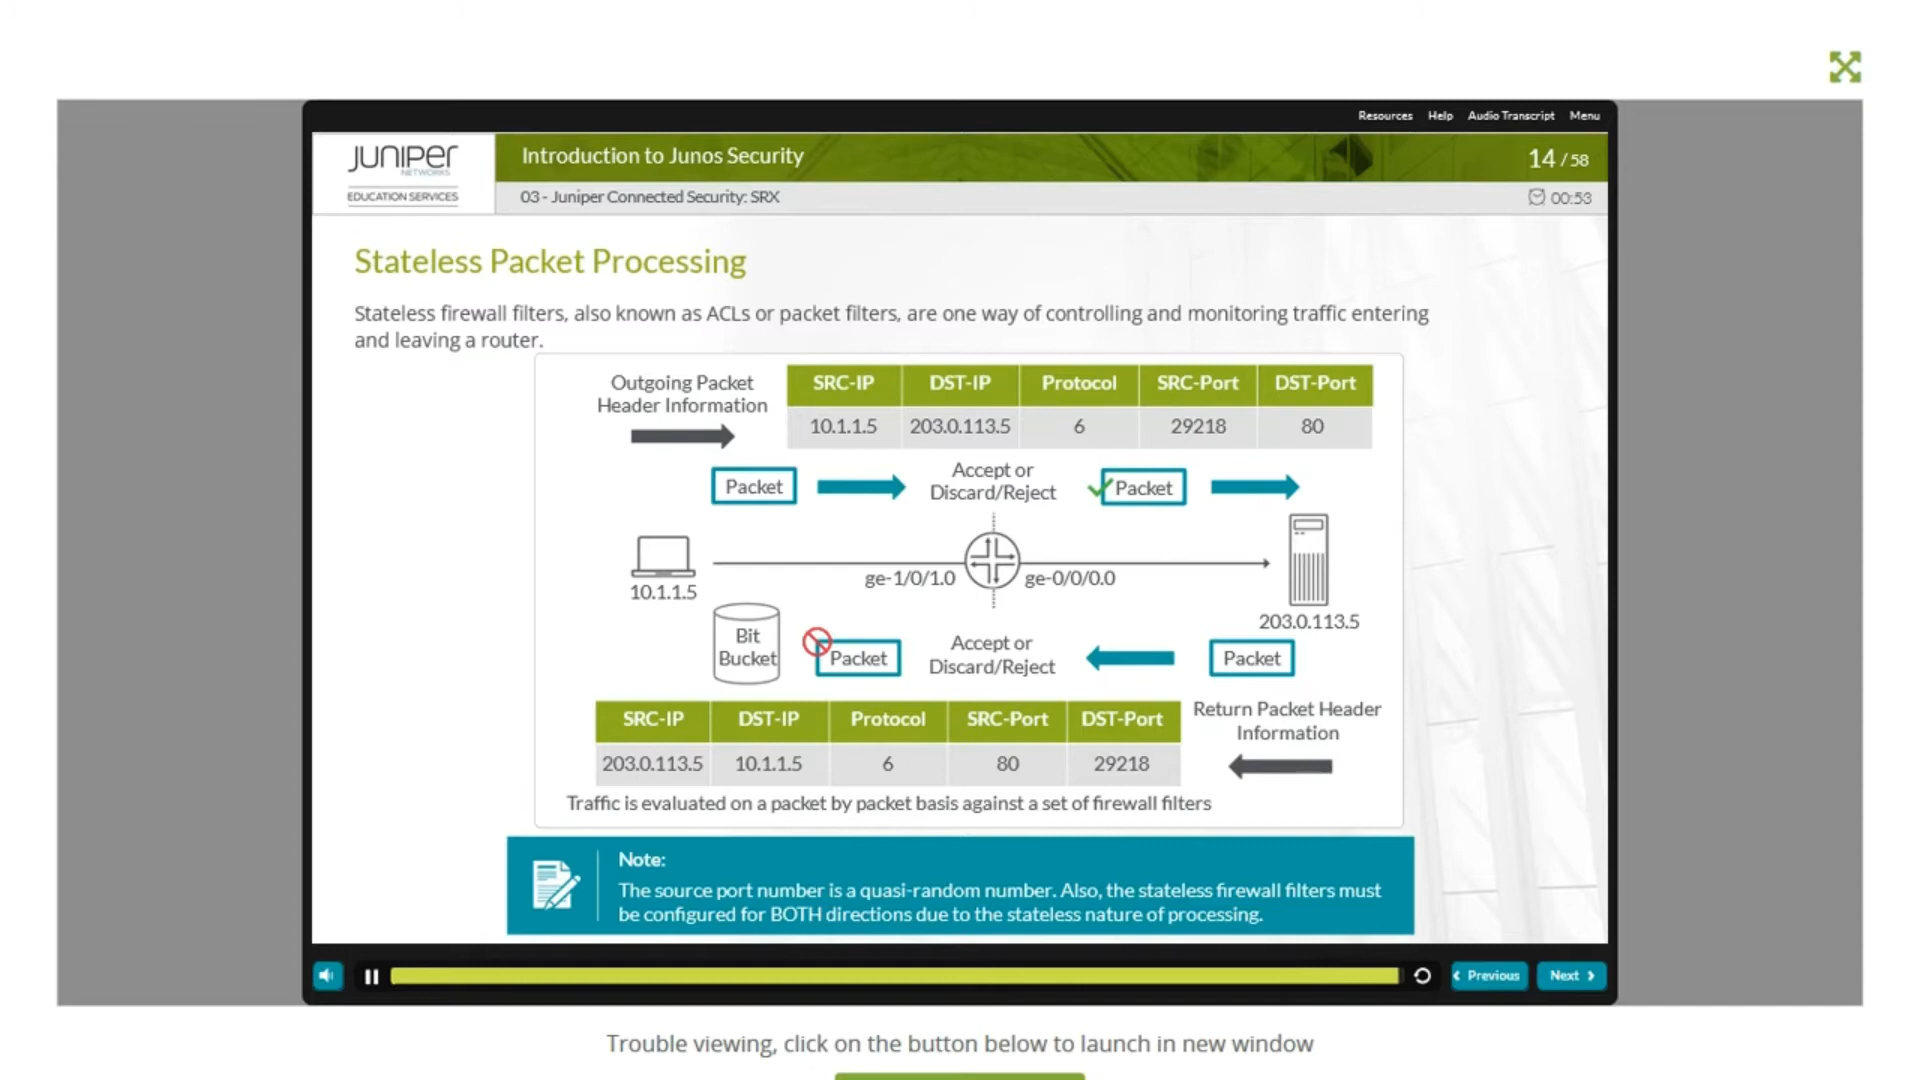 Resources Help Audio Transcript Menu
JUNIPER
NETWORKS
EDUCATION SERVICES
Introduction to Junos Security
14 / 58
03 - Juniper Connected Security: SRX
00:53
Stateless Packet Processing
Stateless firewall filters, also known as ACLs or packet filters, are one way of controlling and monitoring traffic entering
and leaving a router.
Outgoing Packet
Header Information
SRC-IP DST-IP Protocol SRC-Port DST-Port
10.1.1.5 203.0.113.5 6 29218 80
Packet
Accept or
Discard/Reject
Packet
10.1.1.5
ge-1/0/1.0
ge-0/0/0.0
203.0.113.5
Bit
Bucket
Packet
Accept or
Discard/Reject
Packet
SRC-IP DST-IP Protocol SRC-Port DST-Port
203.0.113.5 10.1.1.5 6 80 29218
Return Packet Header
Information
Traffic is evaluated on a packet by packet basis against a set of firewall filters
Note:
The source port number is a quasi-random number. Also, the stateless firewall filters must
be configured for BOTH directions due to the stateless nature of processing.
Previous
Next
Trouble viewing, click on the button below to launch in new window